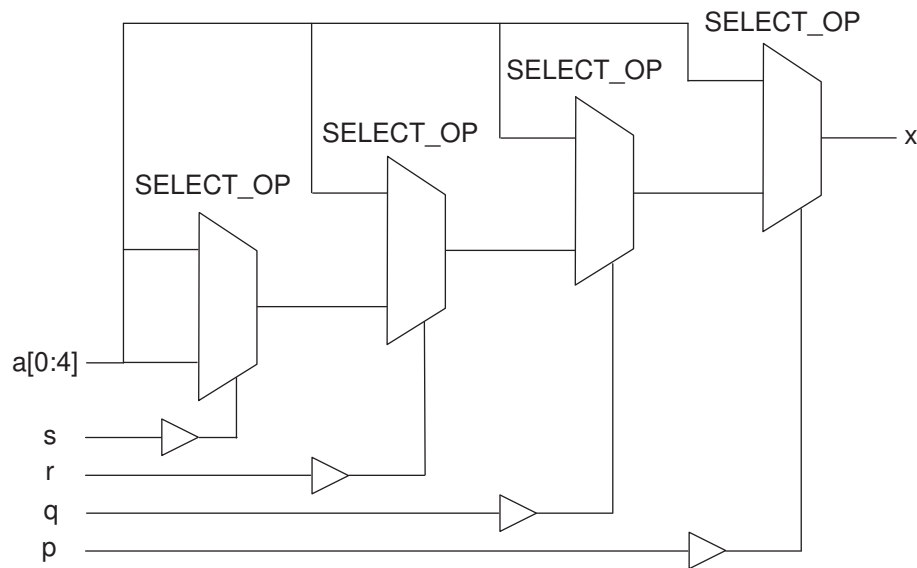 SELECT_OP
SELECT_OP
SELECT_OP
x
SELECT_OP
a[0:4]
s
r
q
p